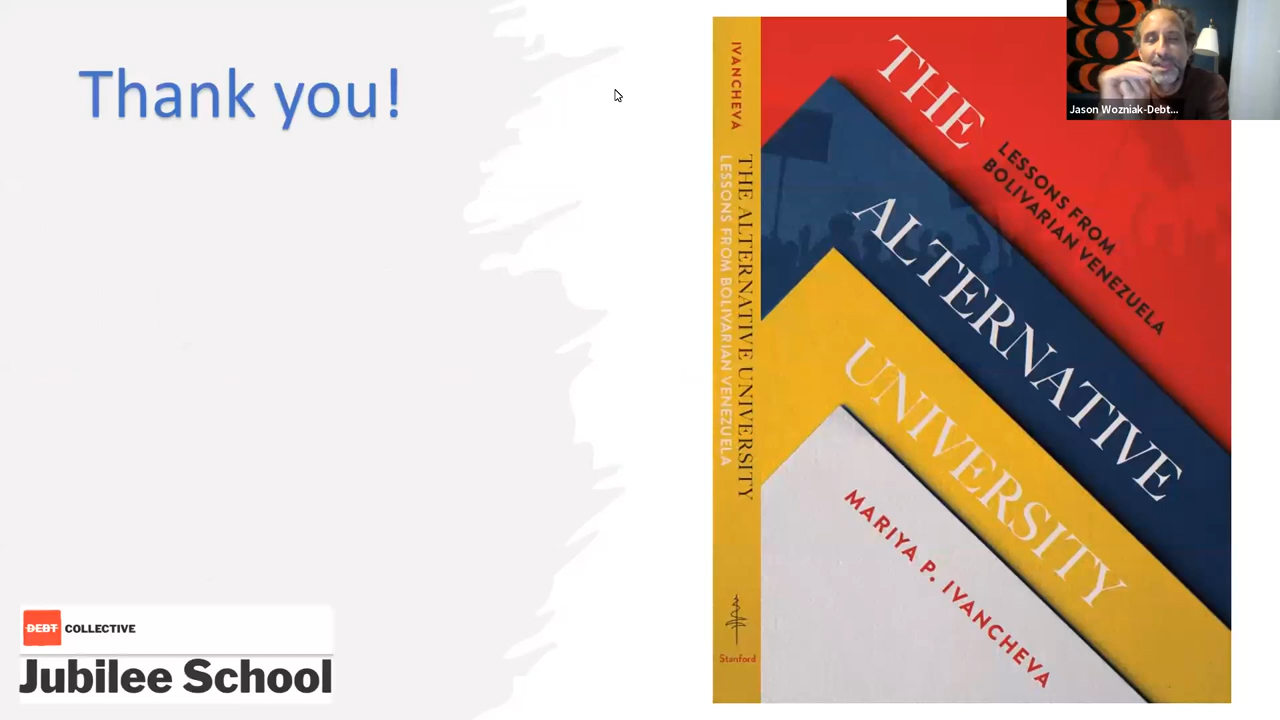 Thank you!
IVANCHEVA
THE ALTERNATIVE UNIVERSITY
LESSONS FROM BOLIVARIAN VENEZUELA
Stanford
THE
LESSONS FROM
BOLIVARIAN VENEZUELA
ALTERNATIVE
UNIVERSITY
MARIYA P. IVANCHEVA
Jason Wozniak-Debt...
DEBT COLLECTIVE
Jubilee School